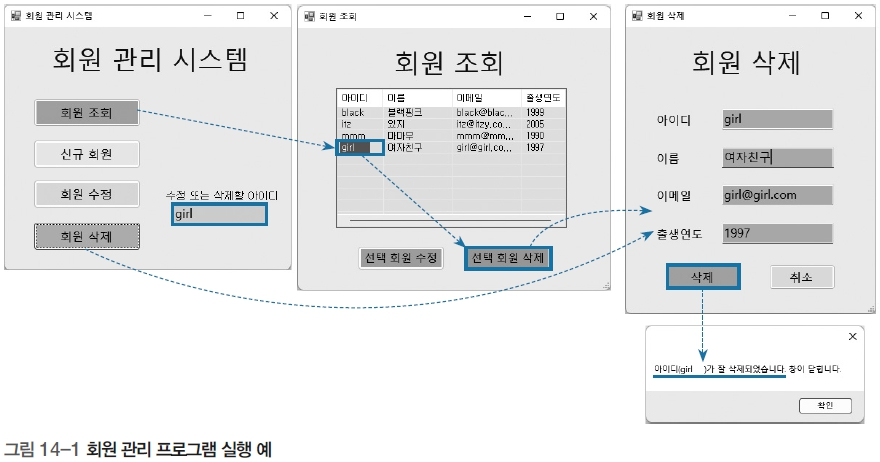 회원 관리 시스템
회원 관리 시스템
회원 조회
신규 회원
회원 수정
수정 또는 삭제할 아이디
girl
회원 삭제
회원 조회
회원 조회
아이디 이름 이메일 출생연도
black 블랙핑크 black@blac... 1999
itz 있지 itz@itzy.co... 2005
mmm 마마무 mmm@mm... 1990
girl 여자친구 girl@girl.co... 1997
선택 회원 수정 선택 회원 삭제
회원 삭제
회원 삭제
아이디 girl
이름 여자친구
이메일 girl@girl.com
출생연도 1997
삭제 취소
아이디(girl )가 잘 삭제되었습니다. 창이 닫힙니다.
확인
그림 14-1 회원 관리 프로그램 실행 예